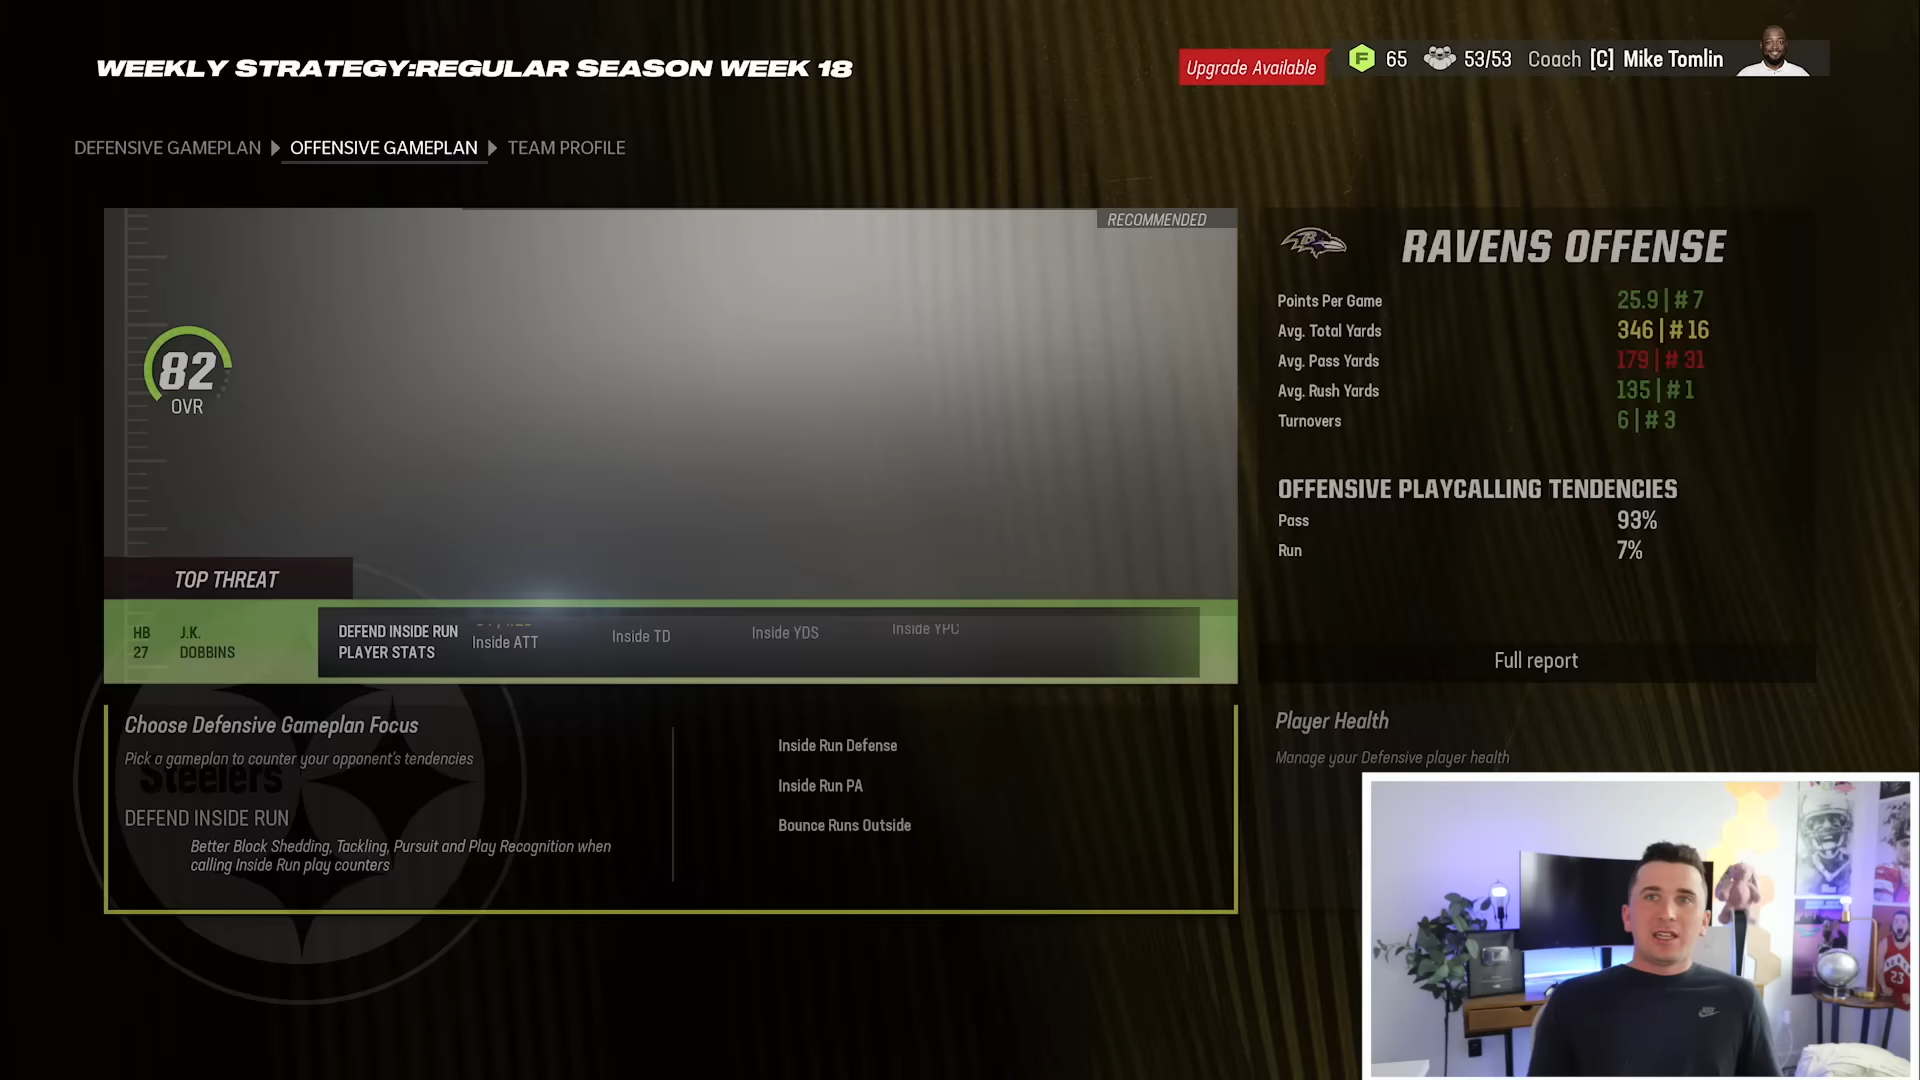 WEEKLY STRATEGY:REGULAR SEASON WEEK 18
Upgrade Available
F 65 53/53 Coach [C] Mike Tomlin
DEFENSIVE GAMEPLAN OFFENSIVE GAMEPLAN TEAM PROFILE
RECOMMENDED
82
OVR
TOP THREAT
HB 27
J.K. DOBBINS
DEFEND INSIDE RUN
PLAYER STATS
Inside ATT
Inside TD
Inside YDS
Inside YPC
RAVENS OFFENSE
Points Per Game 25.9 | # 7
Avg. Total Yards 346 | # 16
Avg. Pass Yards 179 | # 31
Avg. Rush Yards 135 | # 1
Turnovers 6 | # 3
OFFENSIVE PLAYCALLING TENDENCIES
Pass 93%
Run 7%
Full report
Choose Defensive Gameplan Focus
Pick a gameplan to counter your opponent's tendencies
Steelers
DEFEND INSIDE RUN
Better Block Shedding, Tackling, Pursuit and Play Recognition when
calling Inside Run play counters
Inside Run Defense
Inside Run PA
Bounce Runs Outside
Player Health
Manage your Defensive player health
23